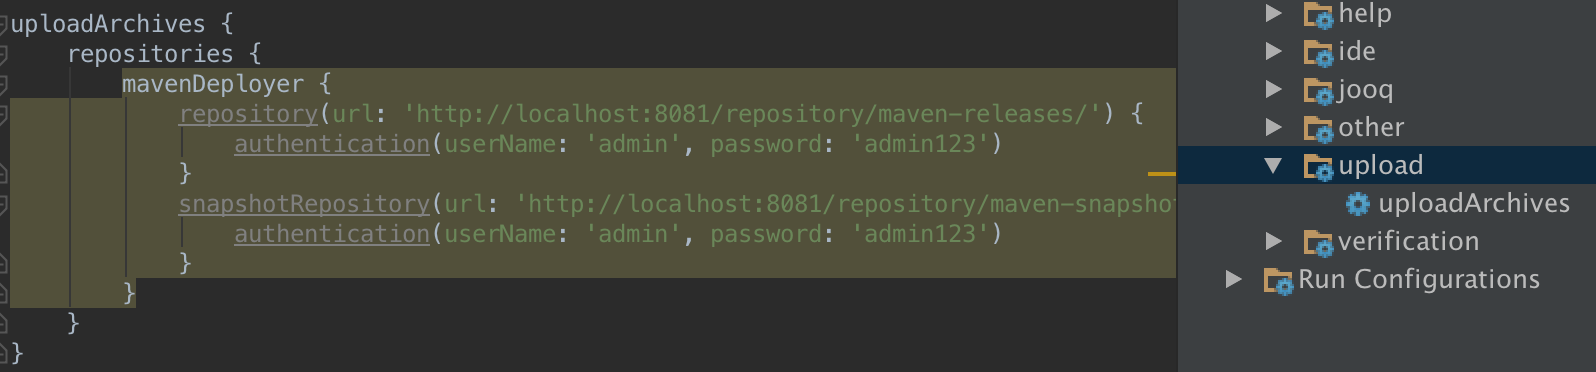 uploadArchives {
    repositories {
        mavenDeployer {
            repository(url: 'http://localhost:8081/repository/maven-releases/') {
                authentication(userName: 'admin', password: 'admin123')
            }
            snapshotRepository(url: 'http://localhost:8081/repository/maven-snapshot
                authentication(userName: 'admin', password: 'admin123')
            }
        }
    }
}
help
ide
jooq
other
upload
uploadArchives
verification
Run Configurations